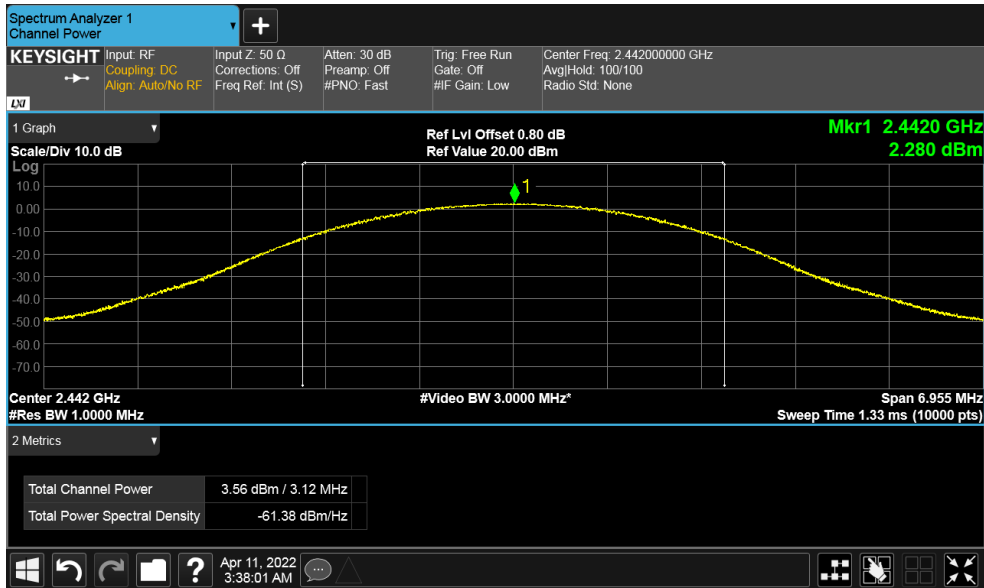 Spectrum Analyzer 1
Channel Power
+
KEYSIGHT
LXI
Input: RF
Coupling: DC
Align: Auto/No RF
Input Z: 50 Ω
Corrections: Off
Freq Ref: Int (S)
Atten: 30 dB
Preamp: Off
#PNO: Fast
Trig: Free Run
Gate: Off
#IF Gain: Low
Center Freq: 2.442000000 GHz
Avg|Hold: 100/100
Radio Std: None
1 Graph
Scale/Div 10.0 dB
Ref Lvl Offset 0.80 dB
Ref Value 20.00 dBm
Mkr1 2.4420 GHz
2.280 dBm
Log
10.0
0.00
-10.0
-20.0
-30.0
-40.0
-50.0
-60.0
-70.0
1
Center 2.442 GHz
#Res BW 1.0000 MHz
#Video BW 3.0000 MHz*
Span 6.955 MHz
Sweep Time 1.33 ms (10000 pts)
2 Metrics
Total Channel Power 3.56 dBm / 3.12 MHz
Total Power Spectral Density -61.38 dBm/Hz
?
Apr 11, 2022
3:38:01 AM